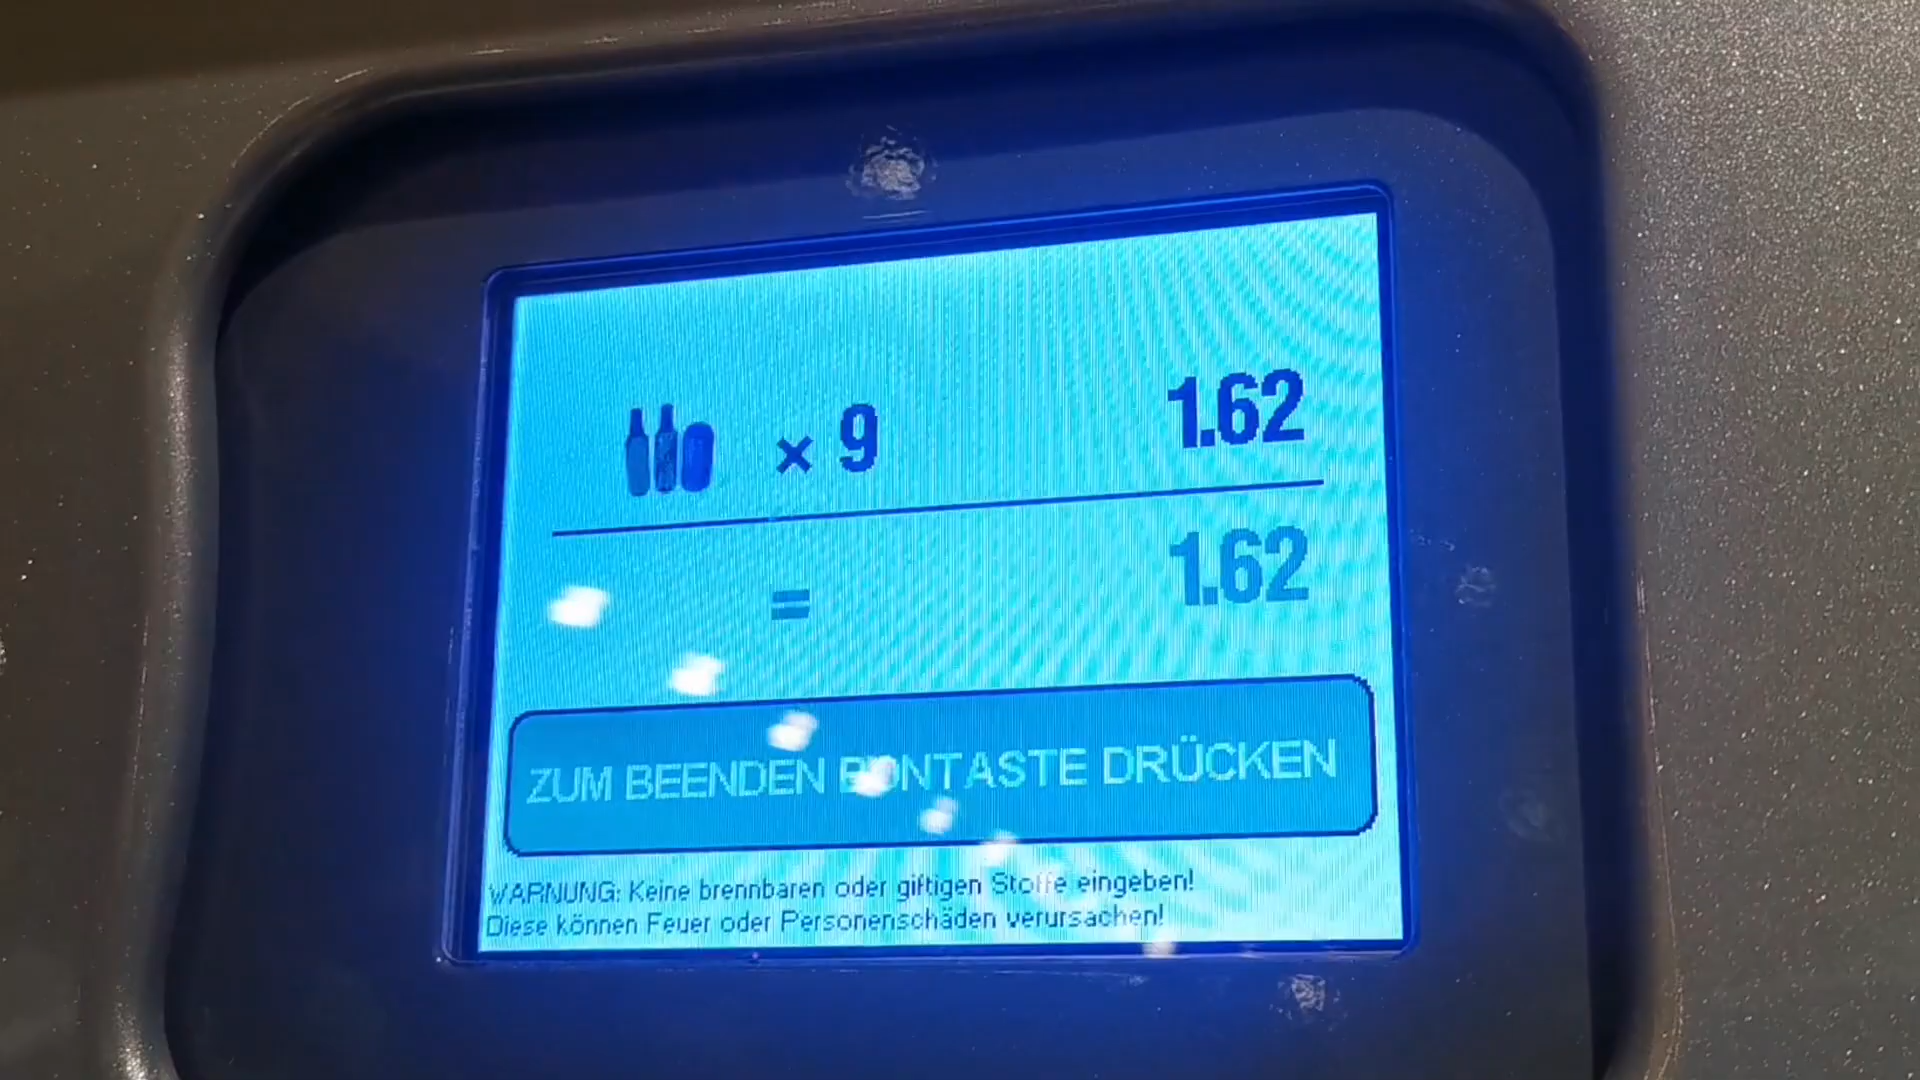 × 9 1.62
= 1.62
ZUM BEENDEN BONTASTE DRÜCKEN
WARNUNG: Keine brennbaren oder giftigen Stoffe eingeben!
Diese können Feuer oder Personenschäden verursachen!